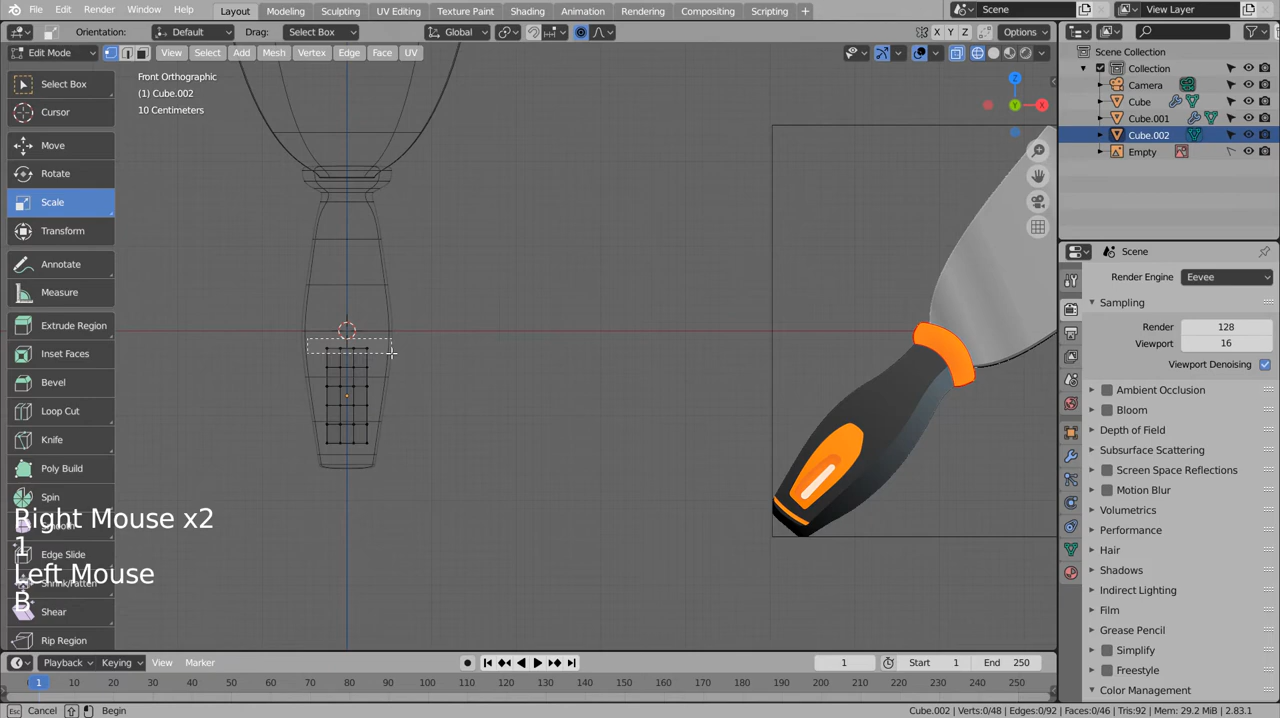 File Edit Render Window Help Layout Modeling Sculpting UV Editing Texture Paint Shading Animation Rendering Compositing Scripting + Scene View Layer
Orientation: Default Drag: Select Box Global X Y Z Options
Edit Mode View Select Add Mesh Vertex Edge Face UV
Scene Collection
Collection
Camera
Cube
Cube.001
Cube.002
Empty
Select Box
Cursor
Move
Rotate
Scale
Transform
Annotate
Measure
Extrude Region
Inset Faces
Bevel
Loop Cut
Knife
Poly Build
Spin
Edge Slide
Shrink/Fatten
Shear
Rip Region
Front Orthographic
(1) Cube.002
10 Centimeters
Z
X
Y
Right Mouse x2
1
Left Mouse
B
Scene
Render Engine Eevee
Sampling
Render 128
Viewport 16
Viewport Denoising
Ambient Occlusion
Bloom
Depth of Field
Subsurface Scattering
Screen Space Reflections
Motion Blur
Volumetrics
Performance
Hair
Shadows
Indirect Lighting
Film
Grease Pencil
Simplify
Freestyle
Color Management
Playback Keying View Marker 1 Start 1 End 250
1 10 20 30 40 50 60 70 80 90 100 110 120 130 140 150 160 170 180 190 200 210 220 230 240 250
Esc Cancel Begin Cube.002 | Verts:0/48 | Edges:0/92 | Faces:0/46 | Tris:92 | Mem: 29.2 MiB | 2.83.1